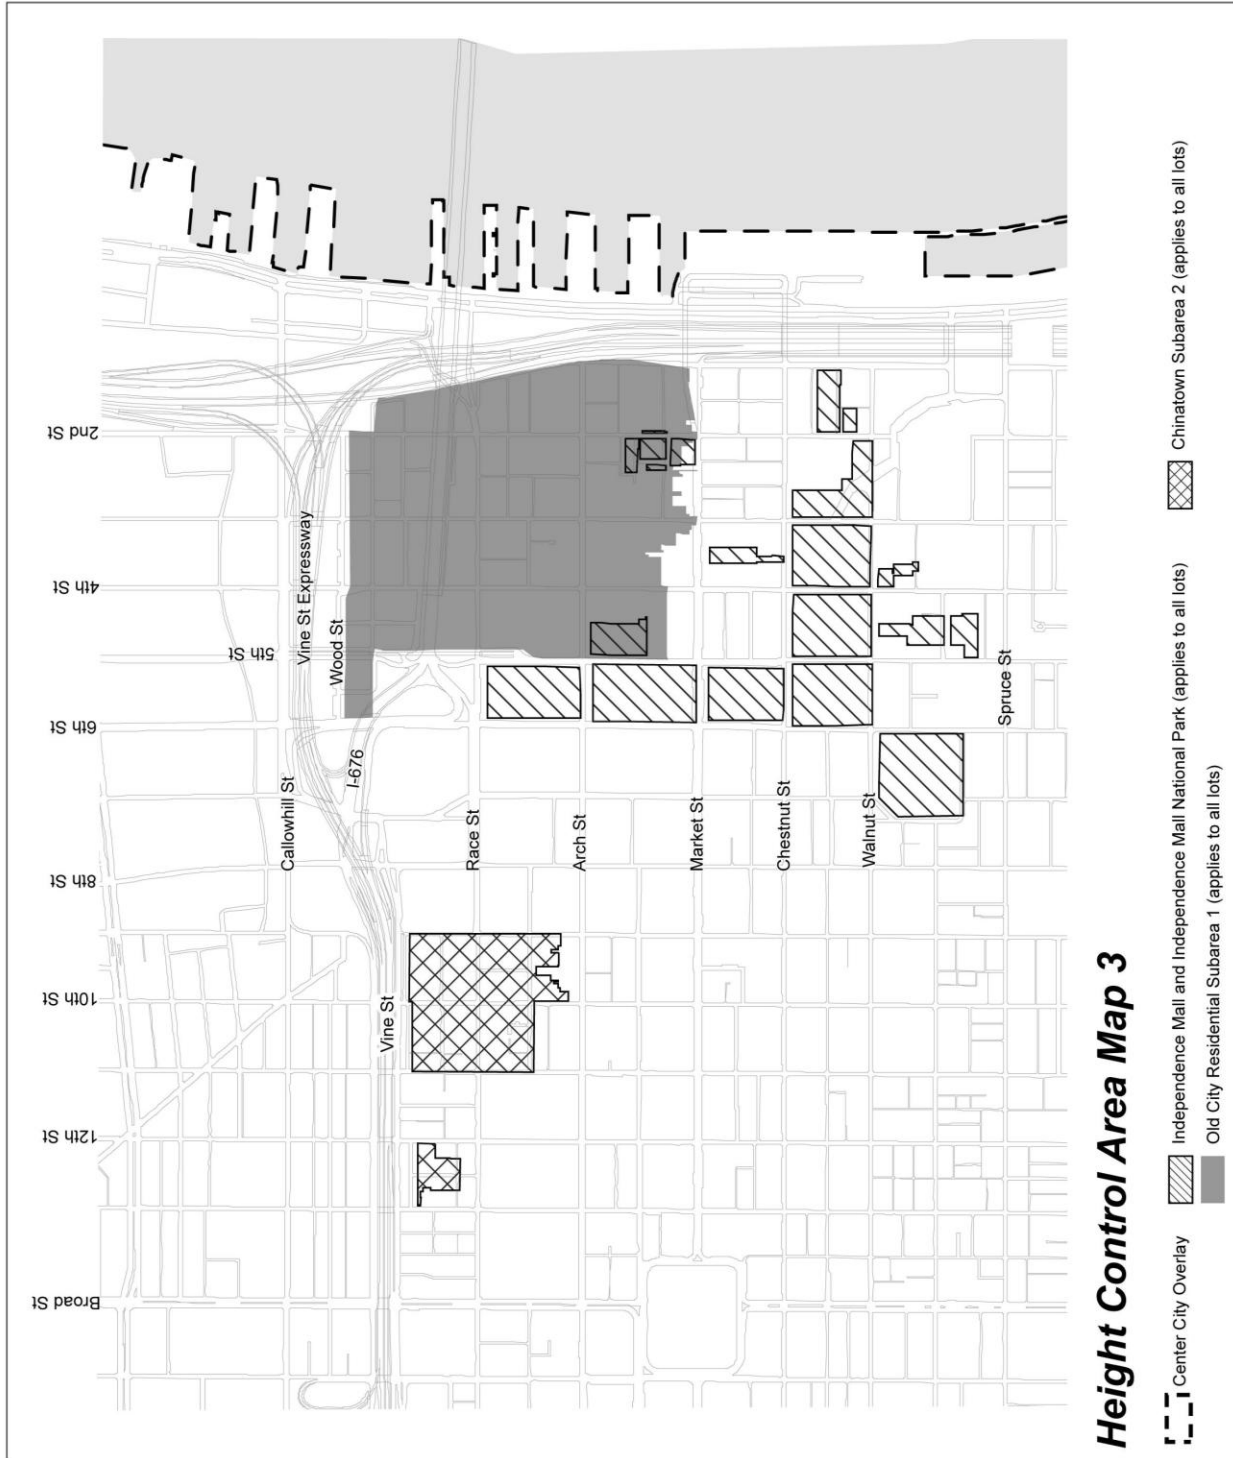 2nd St
4th St
5th St
6th St
8th St
10th St
12th St
Broad St
Vine St Expressway
Wood St
I-676
Callowhill St
Vine St
Race St
Arch St
Market St
Chestnut St
Walnut St
Spruce St
Height Control Area Map 3
Center City Overlay
Independence Mall and Independence Mall National Park (applies to all lots)
Old City Residential Subarea 1 (applies to all lots)
Chinatown Subarea 2 (applies to all lots)